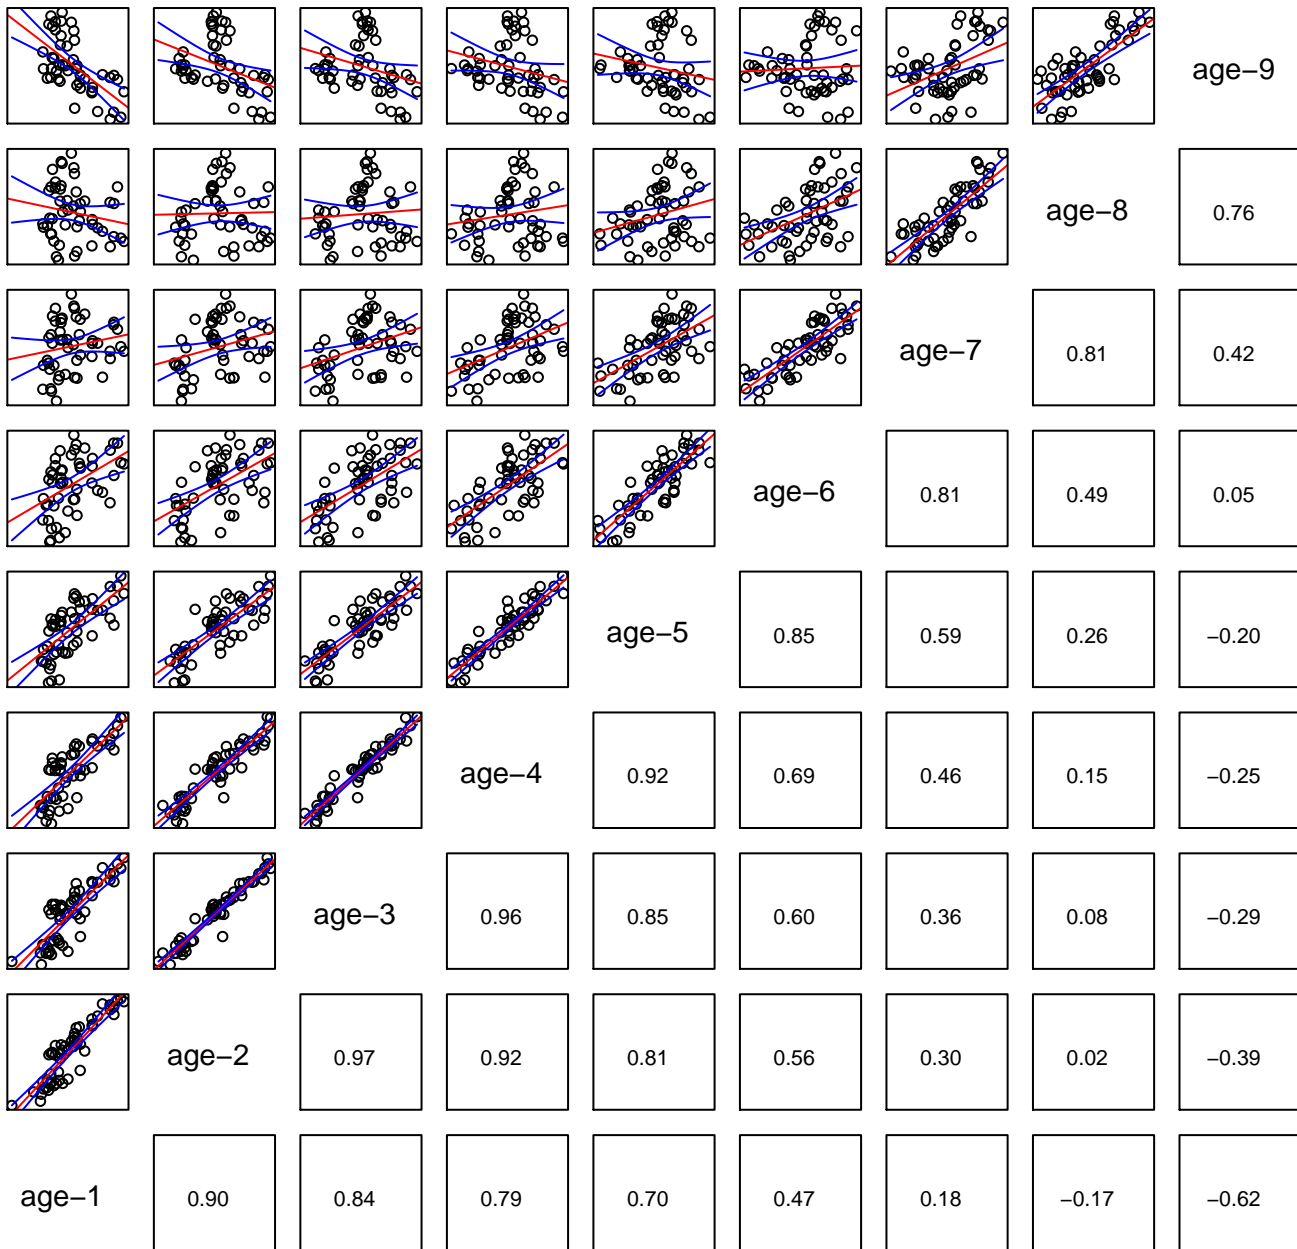 age−9
age−8 0.76
age−7 0.81 0.42
age−6 0.81 0.49 0.05
age−5 0.85 0.59 0.26 −0.20
age−4 0.92 0.69 0.46 0.15 −0.25
age−3 0.96 0.85 0.60 0.36 0.08 −0.29
age−2 0.97 0.92 0.81 0.56 0.30 0.02 −0.39
age−1 0.90 0.84 0.79 0.70 0.47 0.18 −0.17 −0.62